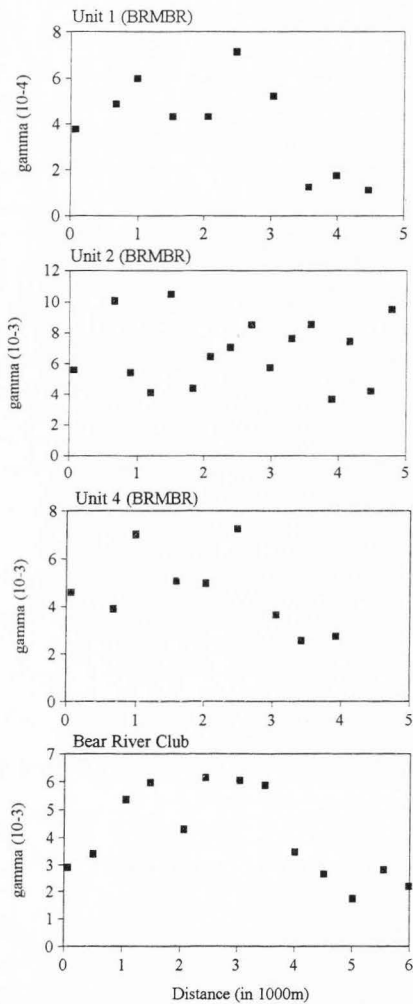 Unit 1 (BRMBR)
8
6
4
2
0
gamma (10-4)
0 1 2 3 4 5
Unit 2 (BRMBR)
12
10
8
6
4
2
0
gamma (10-3)
0 1 2 3 4 5
Unit 4 (BRMBR)
8
6
4
2
0
gamma (10-3)
0 1 2 3 4 5
Bear River Club
7
6
5
4
3
2
1
0
gamma (10-3)
0 1 2 3 4 5 6
Distance (in 1000m)